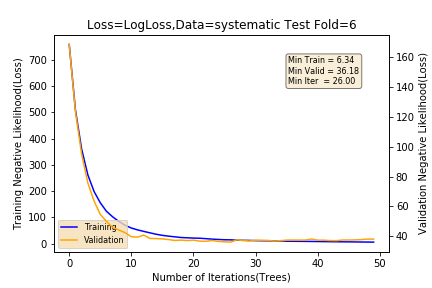 Loss=LogLoss,Data=systematic Test Fold=6
Training Negative Likelihood(Loss)
700
600
500
400
300
200
100
0
Min Train = 6.34
Min Valid = 36.18
Min Iter = 26.00
Training
Validation
160
140
120
100
80
60
40
Validation Negative Likelihood(Loss)
0 10 20 30 40 50
Number of Iterations(Trees)